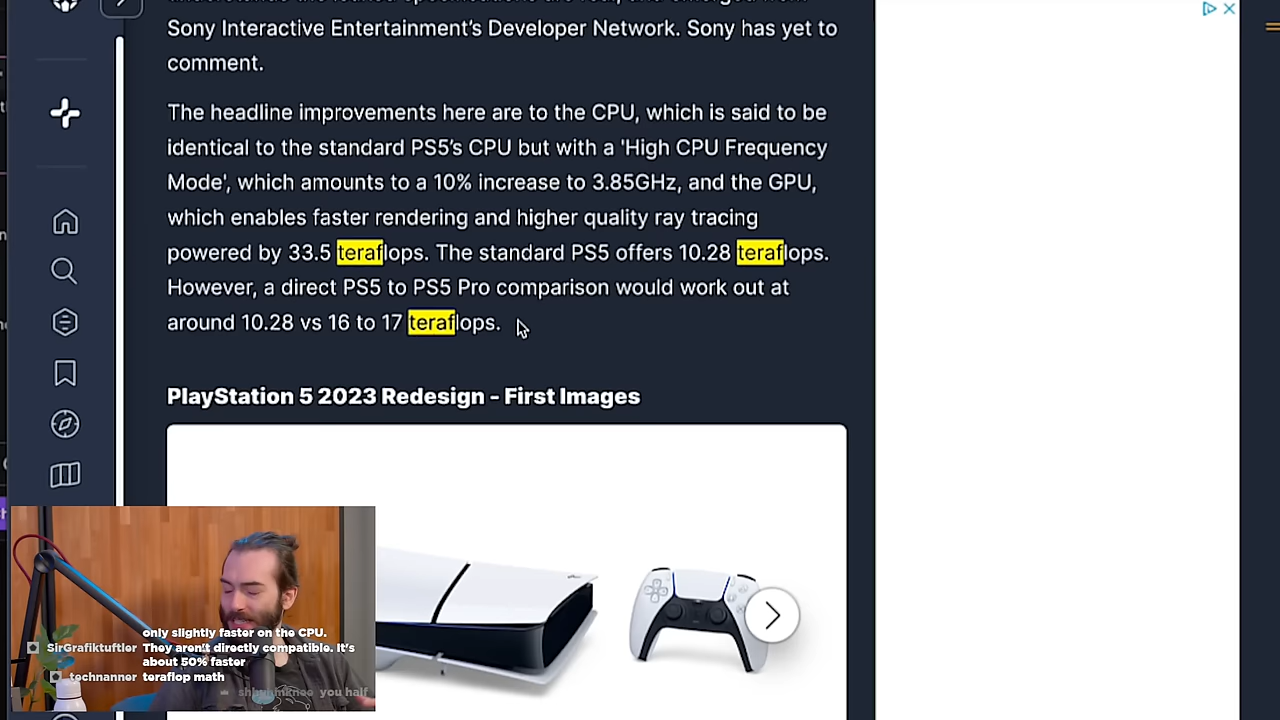 Sony Interactive Entertainment’s Developer Network. Sony has yet to
comment.
The headline improvements here are to the CPU, which is said to be
identical to the standard PS5’s CPU but with a 'High CPU Frequency
Mode', which amounts to a 10% increase to 3.85GHz, and the GPU,
which enables faster rendering and higher quality ray tracing
powered by 33.5 teraflops. The standard PS5 offers 10.28 teraflops.
However, a direct PS5 to PS5 Pro comparison would work out at
around 10.28 vs 16 to 17 teraflops.
PlayStation 5 2023 Redesign - First Images
only slightly faster on the CPU.
SirGrafiktuftler They aren't directly compatible. It's
about 50% faster
technanner teraflop math
you half